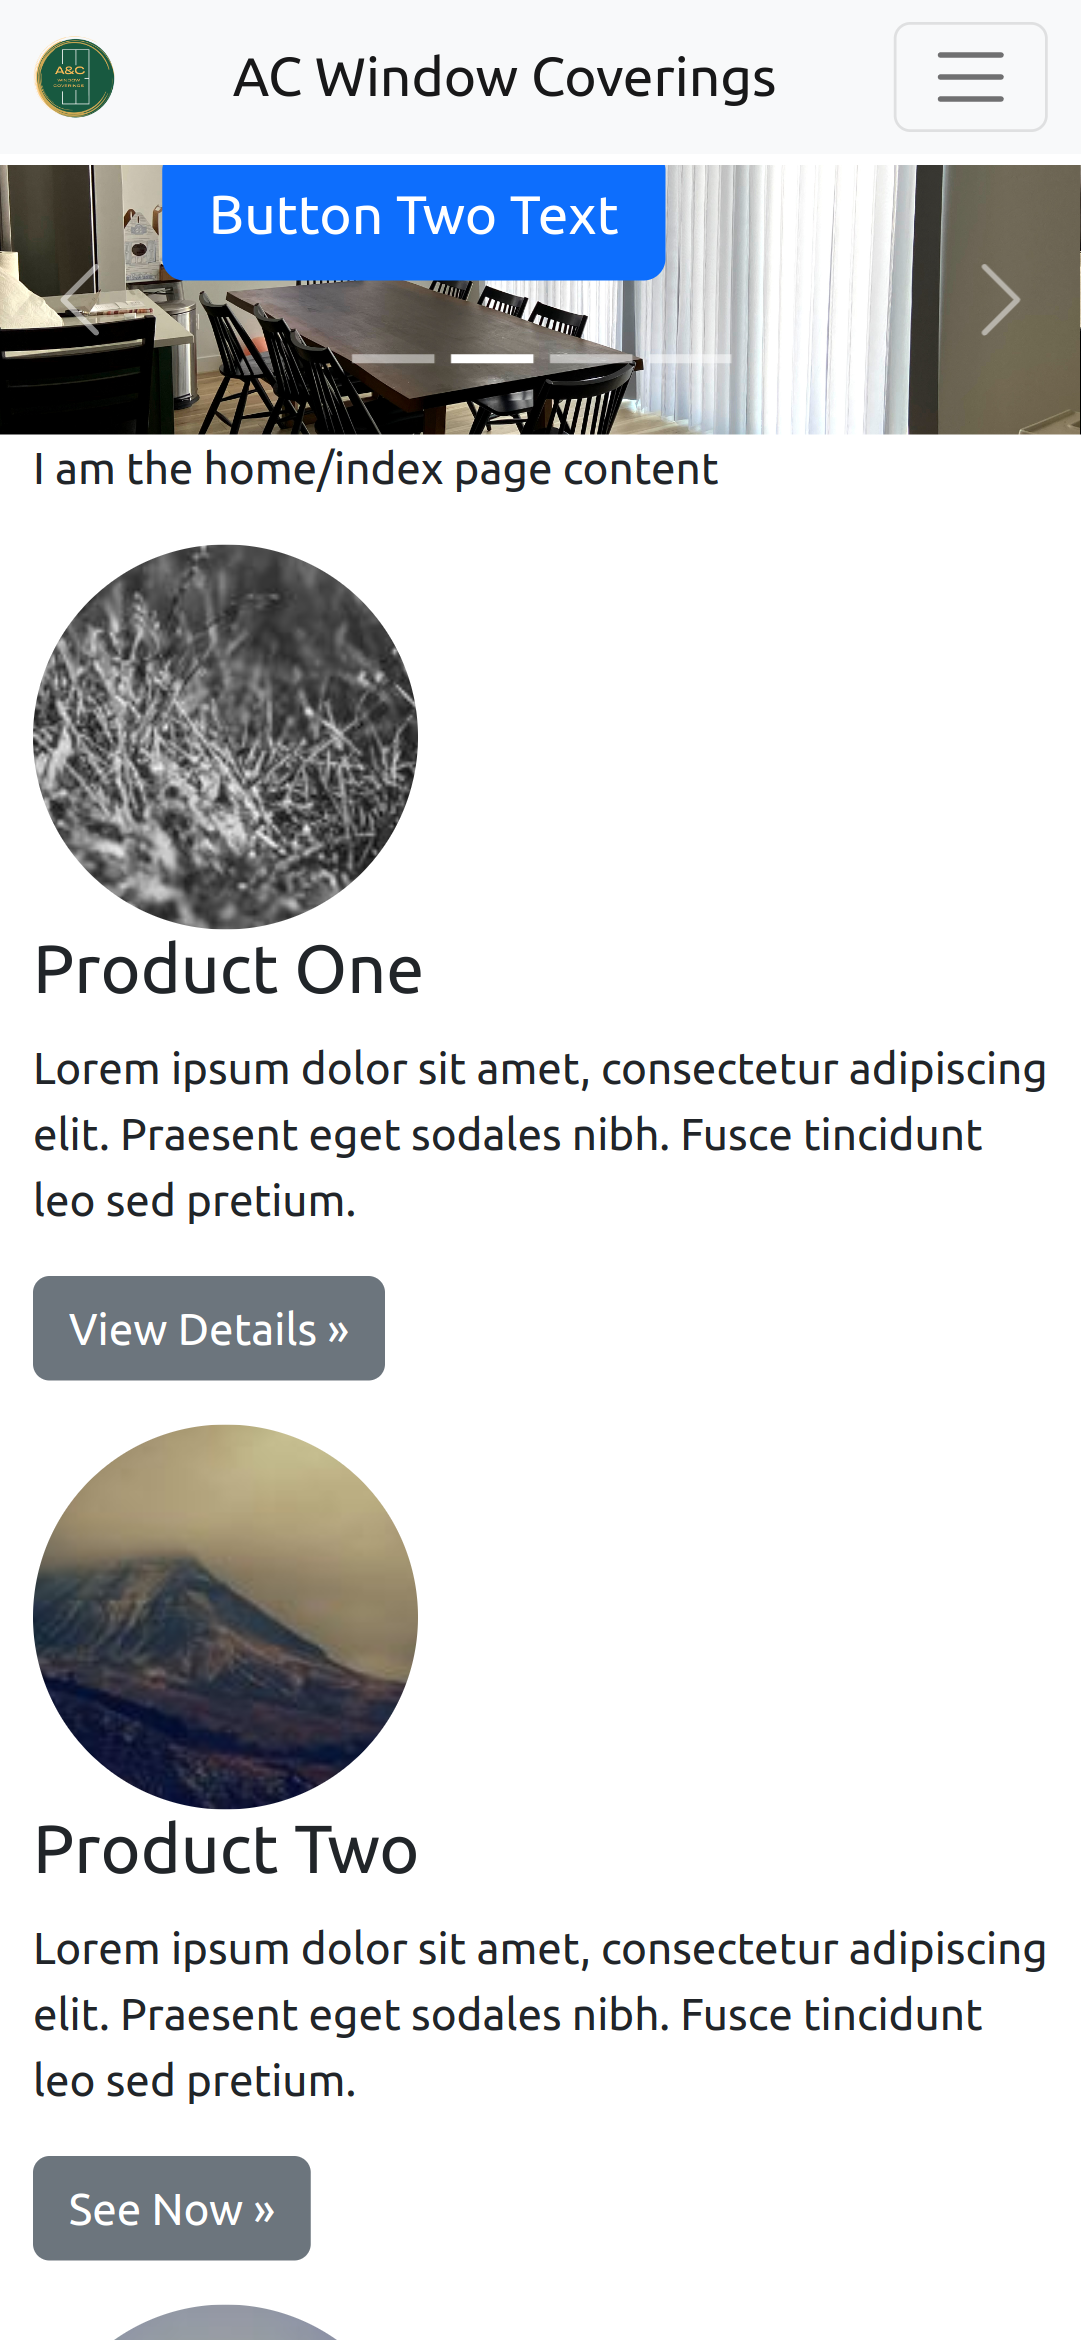 A&C
WINDOW
COVERINGS
AC Window Coverings
Button Two Text
I am the home/index page content
Product One
Lorem ipsum dolor sit amet, consectetur adipiscing
elit. Praesent eget sodales nibh. Fusce tincidunt
leo sed pretium.
View Details »
Product Two
Lorem ipsum dolor sit amet, consectetur adipiscing
elit. Praesent eget sodales nibh. Fusce tincidunt
leo sed pretium.
See Now »